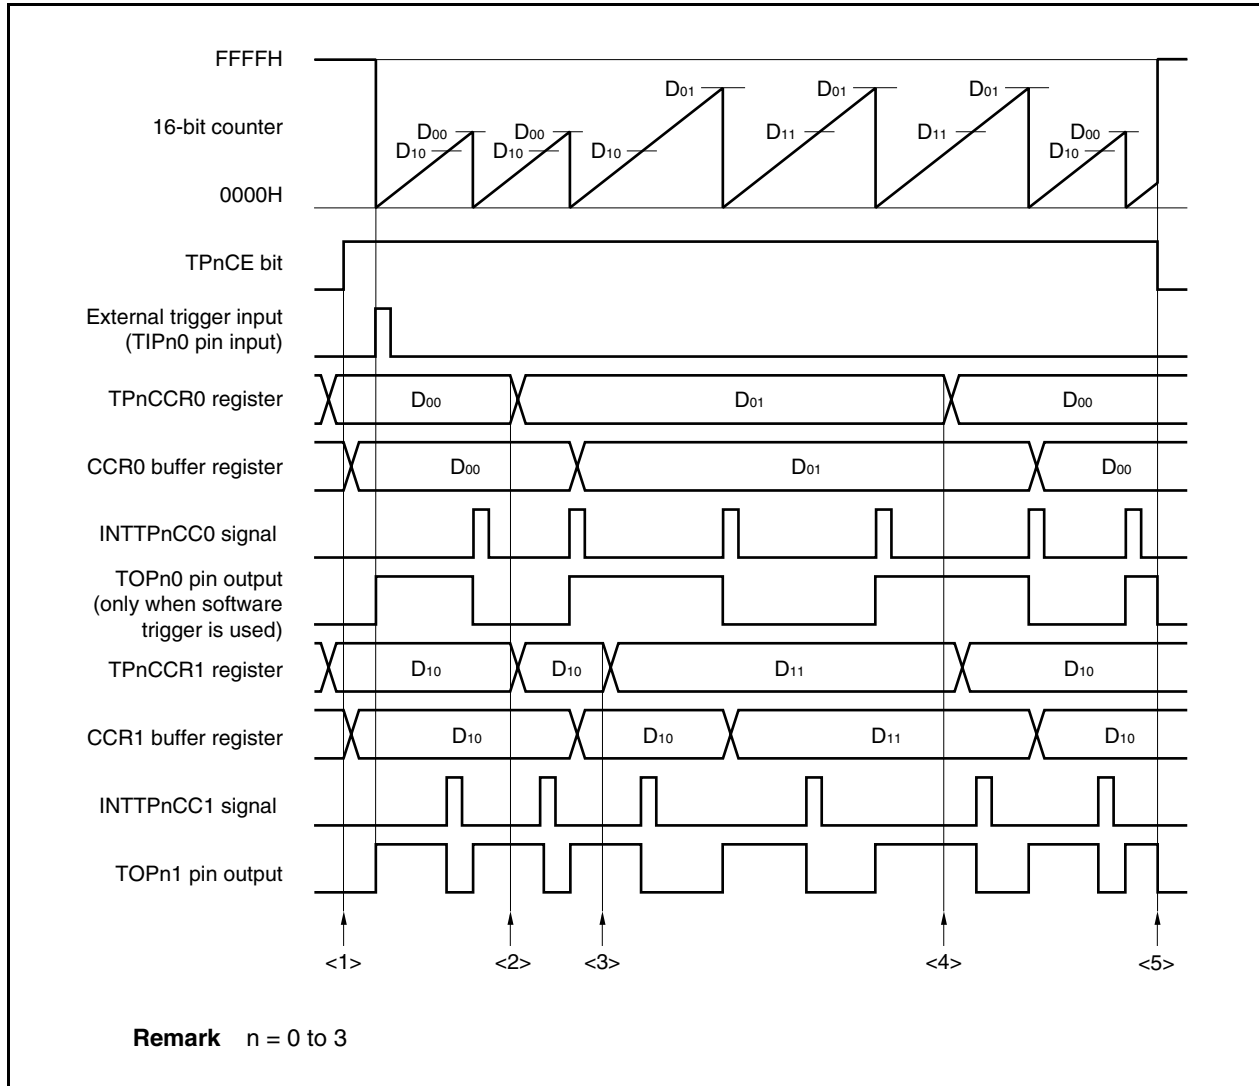 FFFFH
16-bit counter
0000H
D01 D01 D01
D00 D00 D11 D11 D00
D10 D10 D10 D10
TPnCE bit
External trigger input
(TIPn0 pin input)
TPnCCR0 register D00 D01 D00
CCR0 buffer register D00 D01 D00
INTTPnCC0 signal
TOPn0 pin output
(only when software
trigger is used)
TPnCCR1 register D10 D10 D11 D10
CCR1 buffer register D10 D10 D11 D10
INTTPnCC1 signal
TOPn1 pin output
<1> <2> <3> <4> <5>
Remark n = 0 to 3